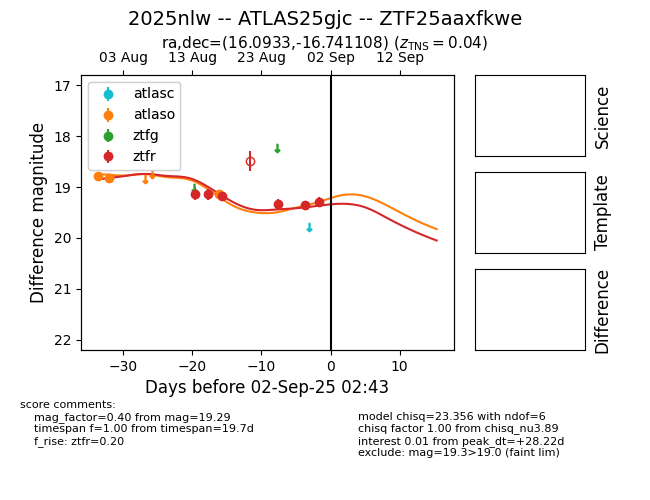 2025nlw -- ATLAS25gjc -- ZTF25aaxfkwe
ra,dec=(16.0933,-16.741108) (z_TNS = 0.04)
03 Aug 13 Aug 23 Aug 02 Sep 12 Sep
atlasc
atlaso
ztfg
ztfr
17
18
19
20
21
22
Difference magnitude
−30 −20 −10 0 10
Days before 02-Sep-25 02:43
Science
Template
Difference
score comments:
mag_factor=0.40 from mag=19.29
timespan f=1.00 from timespan=19.7d
f_rise: ztfr=0.20
model chisq=23.356 with ndof=6
chisq factor 1.00 from chisq_nu3.89
interest 0.01 from peak_dt=+28.22d
exclude: mag=19.3>19.0 (faint lim)